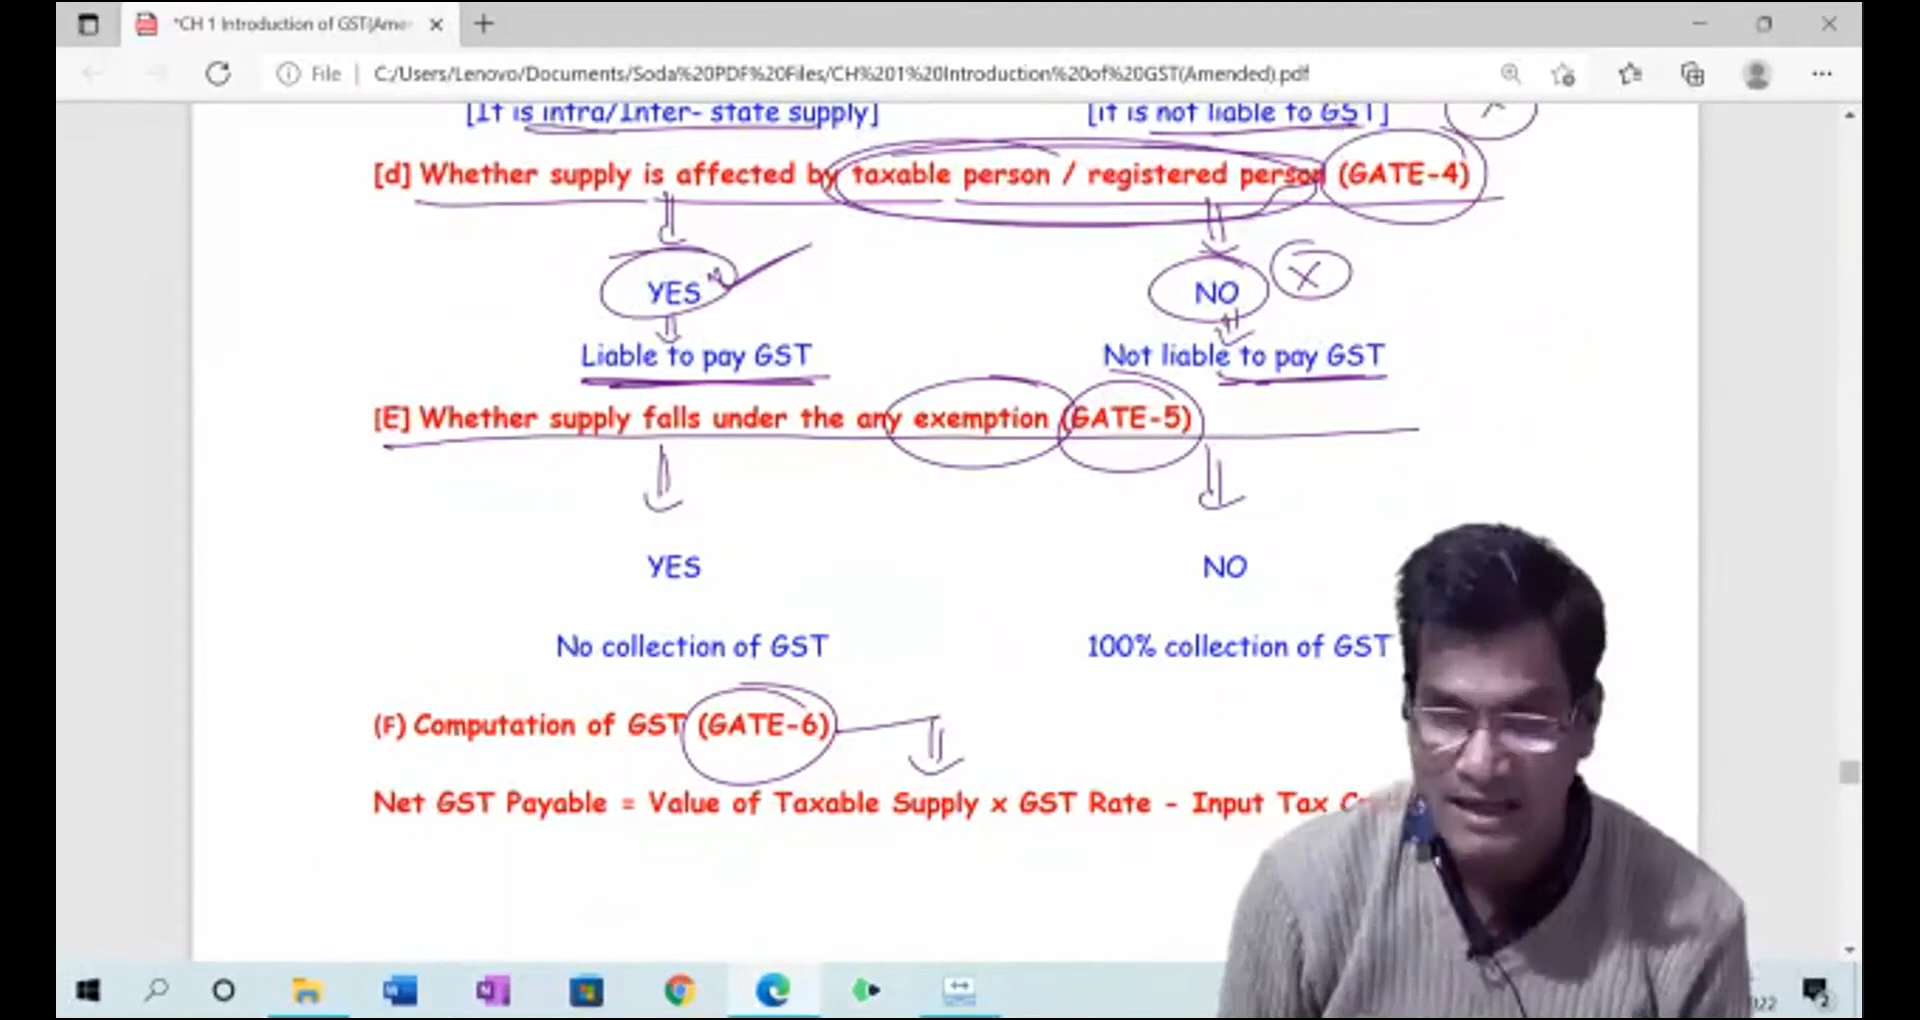 *CH 1 Introduction of GST(Ame
File | C:/Users/Lenovo/Documents/Soda%20PDF%20Files/CH%201%20Introduction%20of%20GST(Amended).pdf
[It is intra/Inter- state supply] [it is not liable to GST]
[d] Whether supply is affected by taxable person / registered person (GATE-4)
YES NO X
Liable to pay GST Not liable to pay GST
[E] Whether supply falls under the any exemption (GATE-5)
YES NO
No collection of GST 100% collection of GST
(F) Computation of GST (GATE-6)
Net GST Payable = Value of Taxable Supply x GST Rate - Input Tax